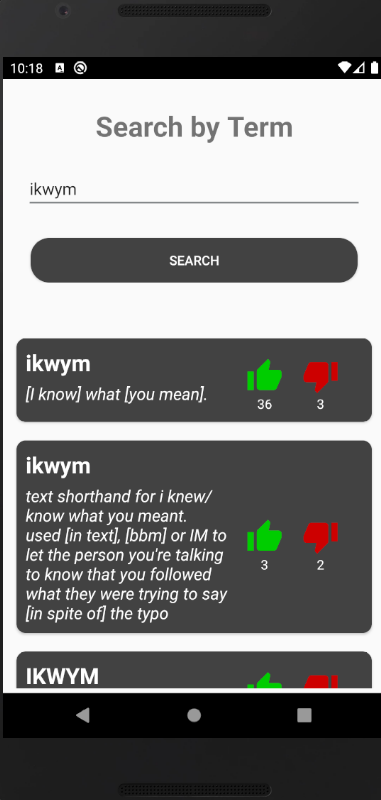 10:18
Search by Term
ikwym
SEARCH
ikwym
[I know] what [you mean].
36
3
ikwym
text shorthand for i knew/
know what you meant.
used [in text], [bbm] or IM to
let the person you're talking
to know that you followed
what they were trying to say
[in spite of] the typo
3
2
IKWYM